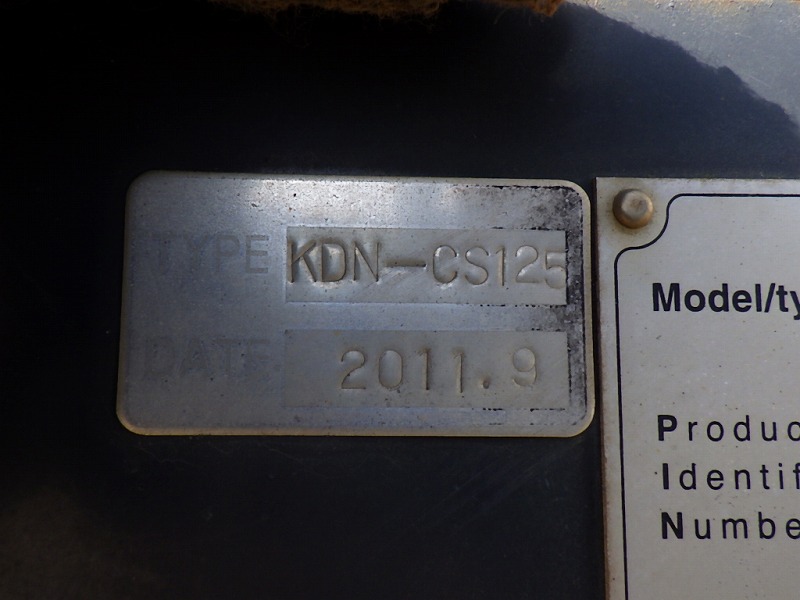 TYPE KDN-CS125
DATE 2011.9
Model/ty
Produc
Identif
Numbe